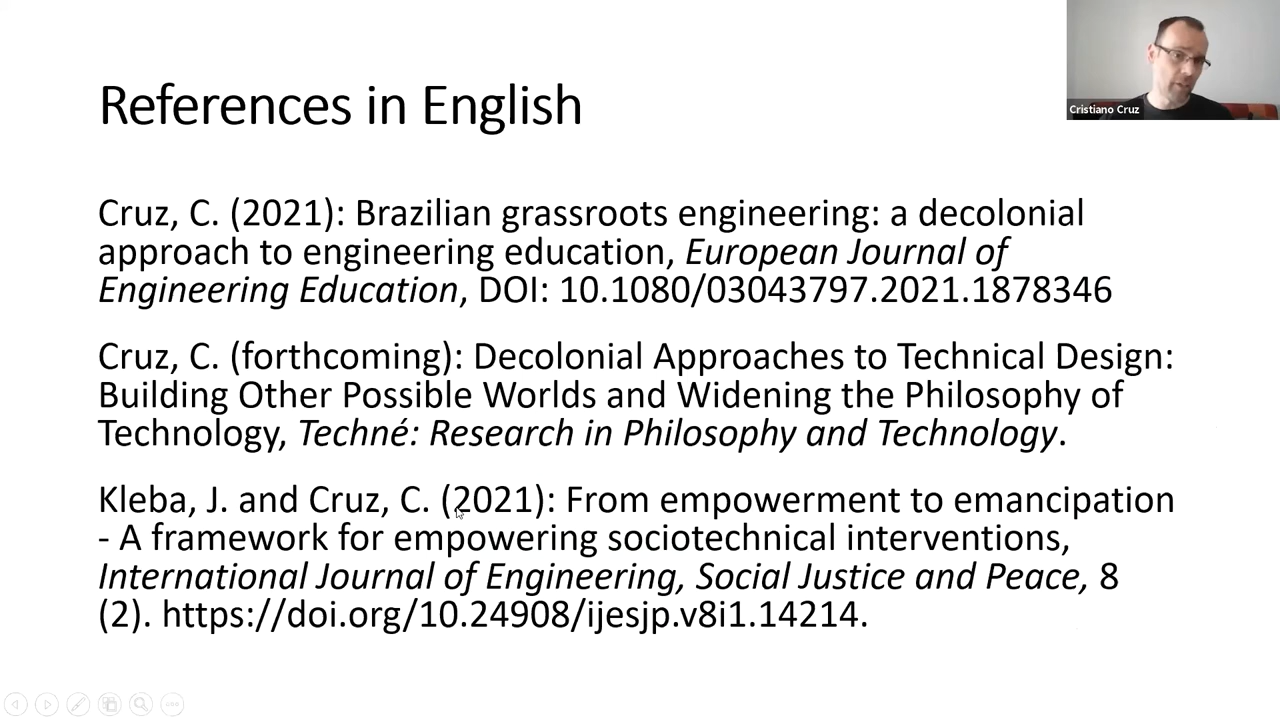 References in English
Cristiano Cruz
Cruz, C. (2021): Brazilian grassroots engineering: a decolonial
approach to engineering education, European Journal of
Engineering Education, DOI: 10.1080/03043797.2021.1878346
Cruz, C. (forthcoming): Decolonial Approaches to Technical Design:
Building Other Possible Worlds and Widening the Philosophy of
Technology, Techné: Research in Philosophy and Technology.
Kleba, J. and Cruz, C. (2021): From empowerment to emancipation
- A framework for empowering sociotechnical interventions,
International Journal of Engineering, Social Justice and Peace, 8
(2). https://doi.org/10.24908/ijesjp.v8i1.14214.